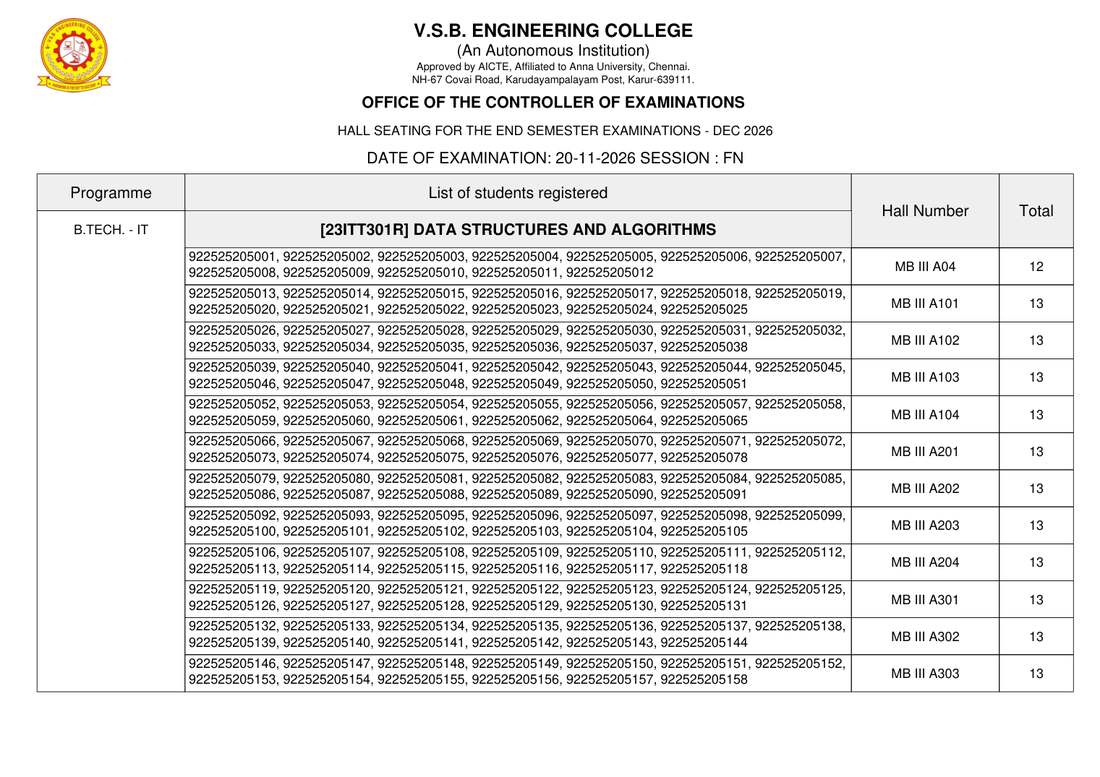 V.S.B. ENGINEERING COLLEGE
(An Autonomous Institution)
Approved by AICTE, Affiliated to Anna University, Chennai.
NH-67 Covai Road, Karudayampalayam Post, Karur-639111.
OFFICE OF THE CONTROLLER OF EXAMINATIONS
HALL SEATING FOR THE END SEMESTER EXAMINATIONS - DEC 2026
DATE OF EXAMINATION: 20-11-2026 SESSION : FN
Programme List of students registered Hall Number Total
B.TECH. - IT [23ITT301R] DATA STRUCTURES AND ALGORITHMS
922525205001, 922525205002, 922525205003, 922525205004, 922525205005, 922525205006, 922525205007,
922525205008, 922525205009, 922525205010, 922525205011, 922525205012
MB III A04 12
922525205013, 922525205014, 922525205015, 922525205016, 922525205017, 922525205018, 922525205019,
922525205020, 922525205021, 922525205022, 922525205023, 922525205024, 922525205025
MB III A101 13
922525205026, 922525205027, 922525205028, 922525205029, 922525205030, 922525205031, 922525205032,
922525205033, 922525205034, 922525205035, 922525205036, 922525205037, 922525205038
MB III A102 13
922525205039, 922525205040, 922525205041, 922525205042, 922525205043, 922525205044, 922525205045,
922525205046, 922525205047, 922525205048, 922525205049, 922525205050, 922525205051
MB III A103 13
922525205052, 922525205053, 922525205054, 922525205055, 922525205056, 922525205057, 922525205058,
922525205059, 922525205060, 922525205061, 922525205062, 922525205064, 922525205065
MB III A104 13
922525205066, 922525205067, 922525205068, 922525205069, 922525205070, 922525205071, 922525205072,
922525205073, 922525205074, 922525205075, 922525205076, 922525205077, 922525205078
MB III A201 13
922525205079, 922525205080, 922525205081, 922525205082, 922525205083, 922525205084, 922525205085,
922525205086, 922525205087, 922525205088, 922525205089, 922525205090, 922525205091
MB III A202 13
922525205092, 922525205093, 922525205095, 922525205096, 922525205097, 922525205098, 922525205099,
922525205100, 922525205101, 922525205102, 922525205103, 922525205104, 922525205105
MB III A203 13
922525205106, 922525205107, 922525205108, 922525205109, 922525205110, 922525205111, 922525205112,
922525205113, 922525205114, 922525205115, 922525205116, 922525205117, 922525205118
MB III A204 13
922525205119, 922525205120, 922525205121, 922525205122, 922525205123, 922525205124, 922525205125,
922525205126, 922525205127, 922525205128, 922525205129, 922525205130, 922525205131
MB III A301 13
922525205132, 922525205133, 922525205134, 922525205135, 922525205136, 922525205137, 922525205138,
922525205139, 922525205140, 922525205141, 922525205142, 922525205143, 922525205144
MB III A302 13
922525205146, 922525205147, 922525205148, 922525205149, 922525205150, 922525205151, 922525205152,
922525205153, 922525205154, 922525205155, 922525205156, 922525205157, 922525205158
MB III A303 13